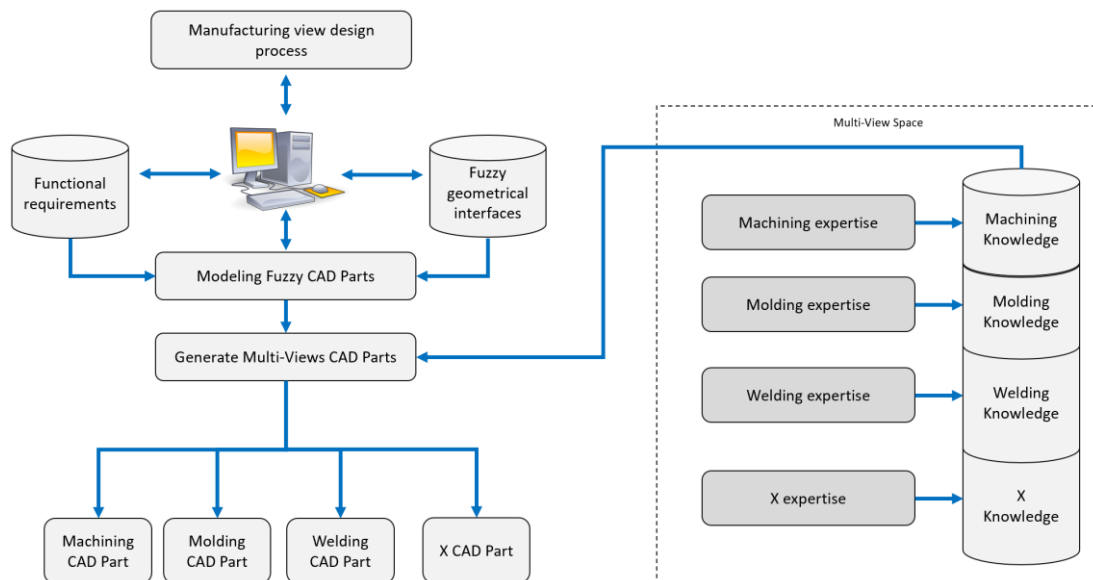 Manufacturing view design
process
Multi-View Space
Functional
requirements
Fuzzy
geometrical
interfaces
Machining expertise
Machining
Knowledge
Modeling Fuzzy CAD Parts
Molding expertise
Molding
Knowledge
Generate Multi-Views CAD Parts
Welding expertise
Welding
Knowledge
X expertise
X
Knowledge
Machining
CAD Part
Molding
CAD Part
Welding
CAD Part
X CAD Part